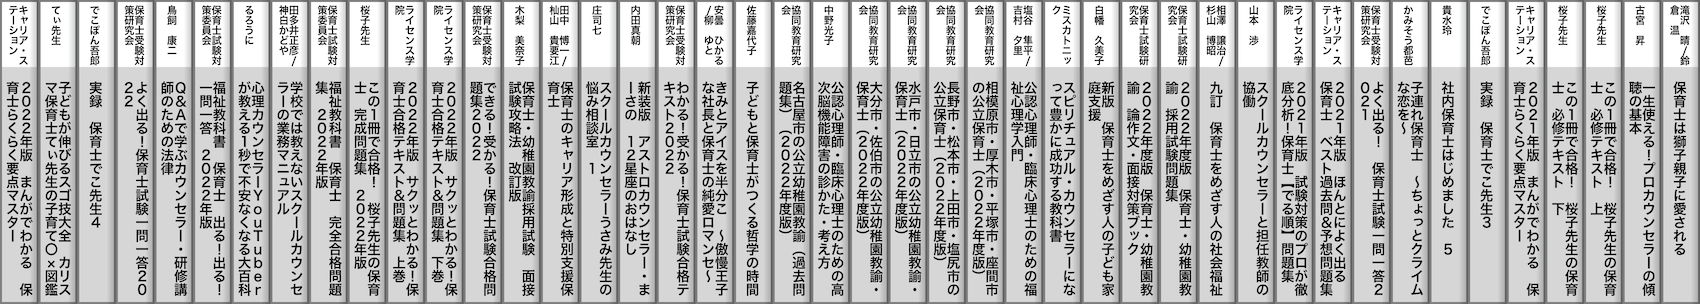 滝沢　晴/鈴
倉　温
保育士は獅子親子に愛される
古宮　昇
一生使える!プロカウンセラーの傾
聴の基本
桜子先生
この1冊で合格!　桜子先生の保育
士　必修テキスト　上
桜子先生
この1冊で合格!　桜子先生の保育
士　必修テキスト　下
キャリア・ス
テーション
2021年版　まんがでわかる　保
育士らくらく要点マスター
でこぽん吾郎
実録　保育士でこ先生3
貴水玲
社内保育士はじめました　5
かみそう都芭
子連れ保育士　〜ちょっとクライム
な恋を〜
保育士受験対
策研究会
よく出る!　保育士試験一問一答2
021
キャリア・ス
テーション
2021年版　ほんとによく出る
保育士　ベスト過去問&予想問題集
ライセンス学
院
2021年版　試験対策のプロが徹
底分析!保育士【でる順】問題集
山本　渉
スクールカウンセラーと担任教師の
協働
相澤　譲治/
杉山　博昭
九訂　保育士をめざす人の社会福祉
保育士試験研
究会
2022年度版　保育士・幼稚園教
諭　採用試験問題集
保育士試験研
究会
2022年度版　保育士・幼稚園教
諭　論作文・面接対策ブック
白幡　久美子
新版　保育士をめざす人の子ども家
庭支援
ミスカトニッ
ク
スピリチュアル・カウンセラーにな
って豊かに成功する教科書
塩谷　隼平/
吉村　夕里
公認心理師・臨床心理士のための福
祉心理学入門
協同教育研究
会
相模原市・厚木市・平塚市・座間市
の公立保育士(2022年度版)
協同教育研究
会
長野市・松本市・上田市・塩尻市の
公立保育士(2022年度版)
協同教育研究
会
水戸市・日立市の公立幼稚園教諭・
保育士(2022年度版)
協同教育研究
会
大分市・佐伯市の公立幼稚園教諭・
保育士(2022年度版)
中野光子
公認心理師・臨床心理士のための高
次脳機能障害の診かた・考え方
協同教育研究
会
名古屋市の公立幼稚園教諭(過去問
題集)(2022年度版)
佐藤嘉代子
子どもと保育士がつくる哲学の時間
安曇　ひかる
/柳　ゆと
きみとアイスを半分こ　〜傲慢王子
な社長と保育士の純愛ロマンセ〜
保育士試験研
究会
わかる!受かる!保育士試験合格テ
キスト2022
内田真朝
新装版　アストロカウンセラー・ま
ーさの　12星座のおはなし
庄司七
スクールカウンセラーうさみ先生の
悩み相談室　1
田中　博一/
杣山　貴要江
保育士のキャリア形成と特別支援保
育士
木梨　美奈子
保育士・幼稚園教諭採用試験　面接
試験攻略法　改訂版
保育士受験対
策研究会
できる!受かる!保育士試験合格問
題集2022
ライセンス学
院
2022年版　サクッとわかる!保
育士合格テキスト&問題集　下巻
ライセンス学
院
2022年版　サクッとわかる!保
育士合格テキスト&問題集　上巻
桜子先生
この1冊で合格!　桜子先生の保育
士　完成問題集　2022年版
保育士試験対
策委員会
福祉教科書　保育士　完全合格問題
集　2022年版
田多井正彦/
神白かどや
学校では教えないスクールカウンセ
ラーの業務マニュアル
るろうに
心理カウンセラーYouTuber
が教える1秒で不安なくなる大百科
保育士試験対
策委員会
福祉教科書　保育士　出る!出る!
一問一答　2022年版
鳥飼　康二
Q&Aで学ぶカウンセラー・研修講
師のための法律
保育士受験対
策研究会
よく出る!保育士試験一問一答20
22
でこぽん吾郎
実録　保育士でこ先生4
てぃ先生
子どもが伸びるスゴ技大全　カリス
マ保育士てぃ先生の子育て〇×図鑑
キャリア・ス
テーション
2022年版　まんがでわかる　保
育士らくらく要点マスター